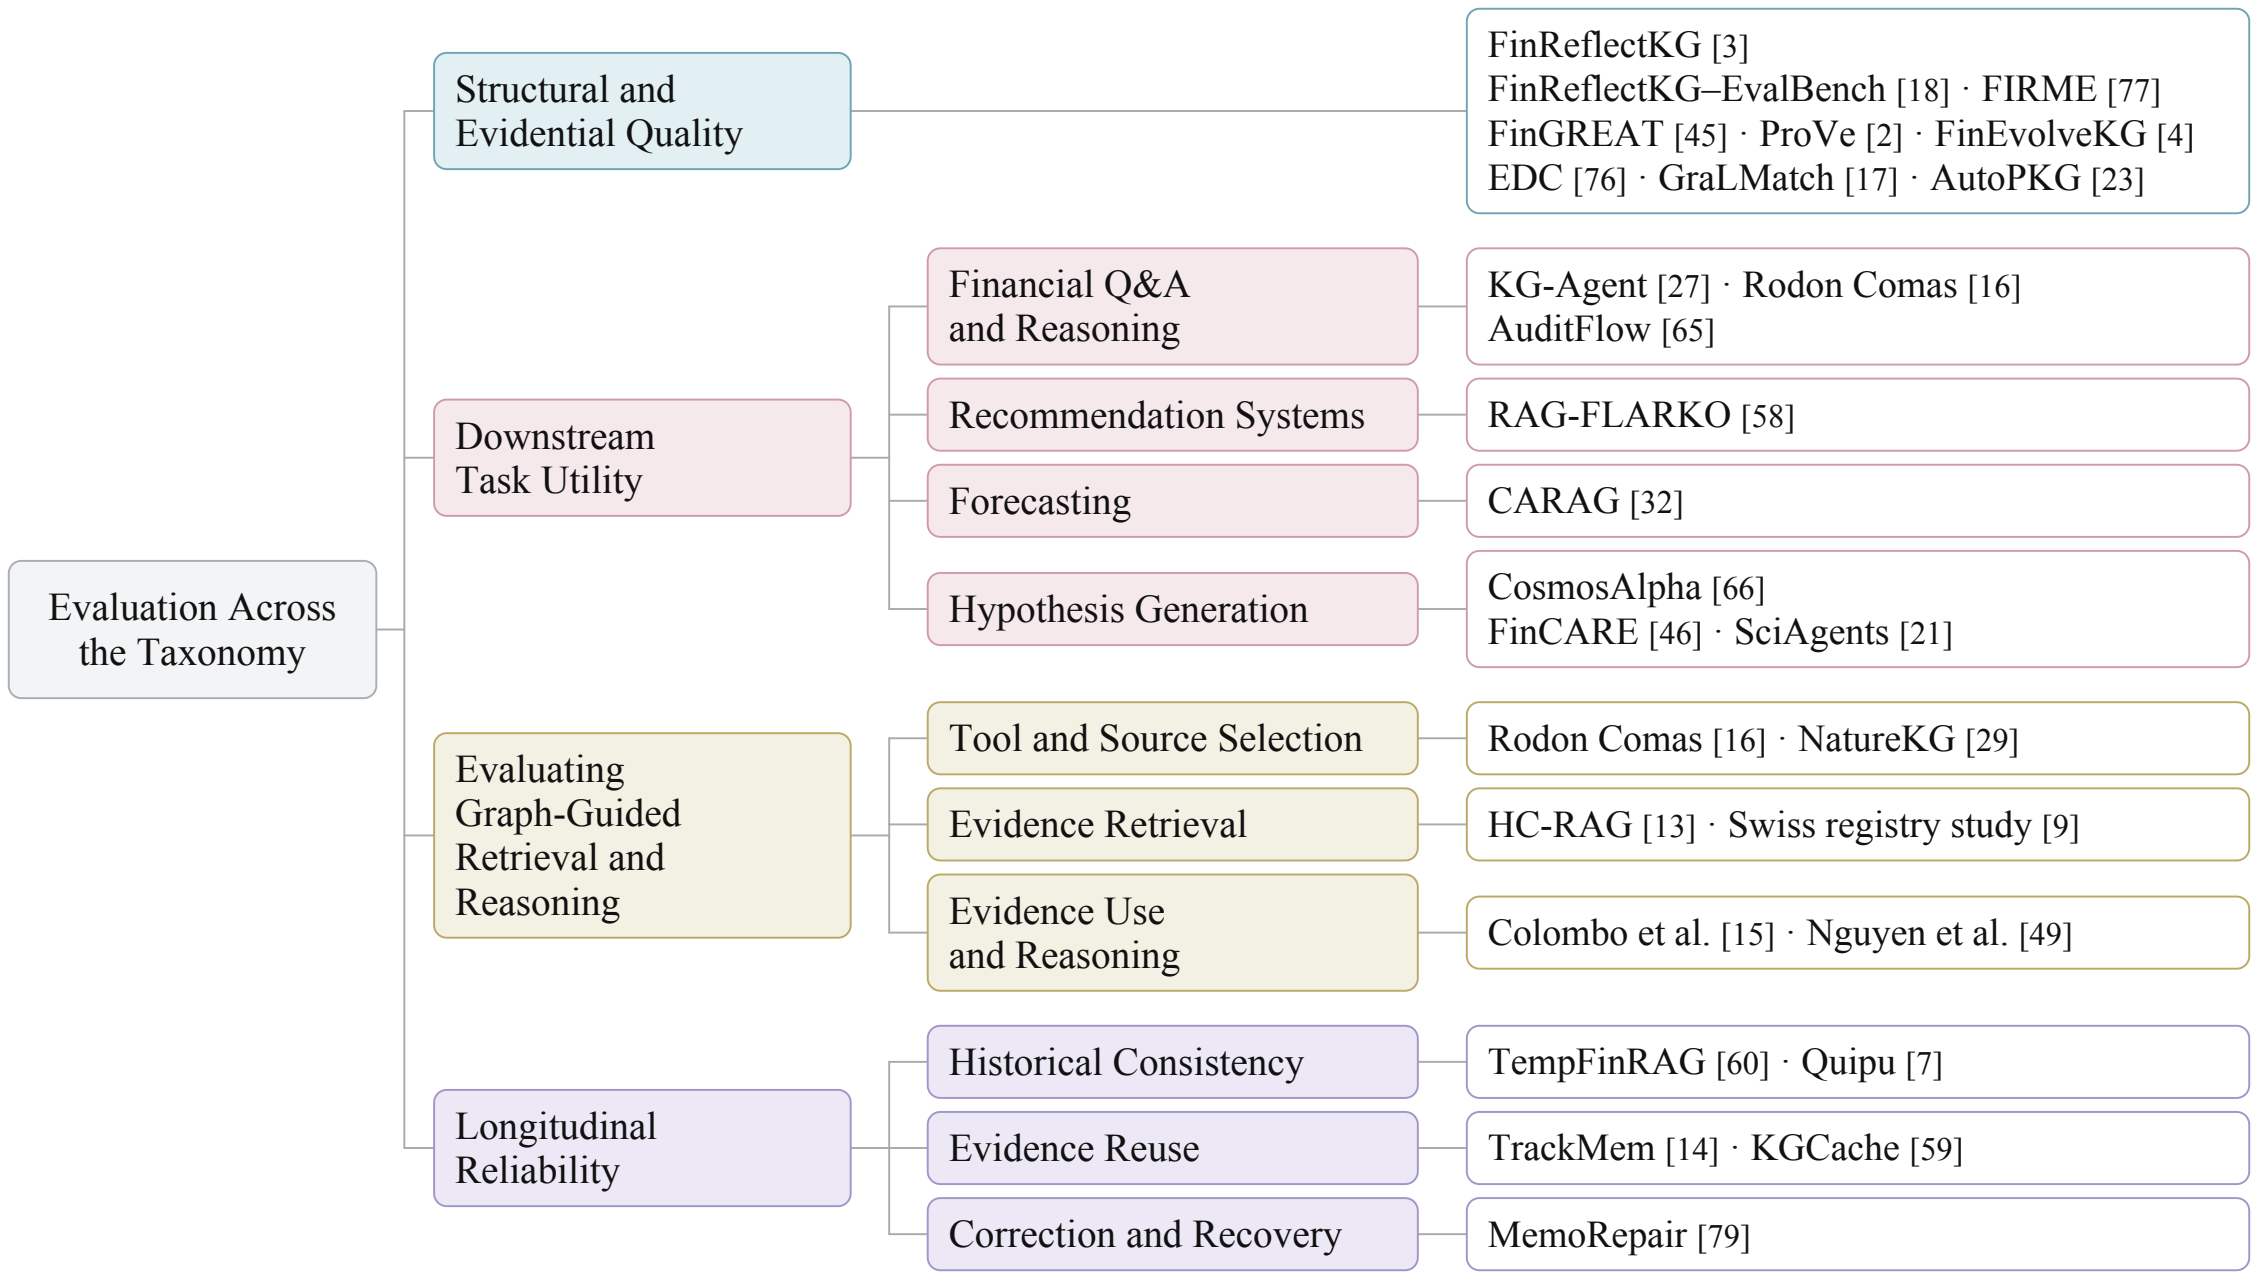 Evaluation Across
the Taxonomy
Structural and
Evidential Quality
FinReflectKG [3]
FinReflectKG–EvalBench [18] · FIRME [77]
FinGREAT [45] · ProVe [2] · FinEvolveKG [4]
EDC [76] · GraLMatch [17] · AutoPKG [23]
Downstream
Task Utility
Financial Q&A
and Reasoning
KG-Agent [27] · Rodon Comas [16]
AuditFlow [65]
Recommendation Systems
RAG-FLARKO [58]
Forecasting
CARAG [32]
Hypothesis Generation
CosmosAlpha [66]
FinCARE [46] · SciAgents [21]
Evaluating
Graph-Guided
Retrieval and
Reasoning
Tool and Source Selection
Rodon Comas [16] · NatureKG [29]
Evidence Retrieval
HC-RAG [13] · Swiss registry study [9]
Evidence Use
and Reasoning
Colombo et al. [15] · Nguyen et al. [49]
Longitudinal
Reliability
Historical Consistency
TempFinRAG [60] · Quipu [7]
Evidence Reuse
TrackMem [14] · KGCache [59]
Correction and Recovery
MemoRepair [79]